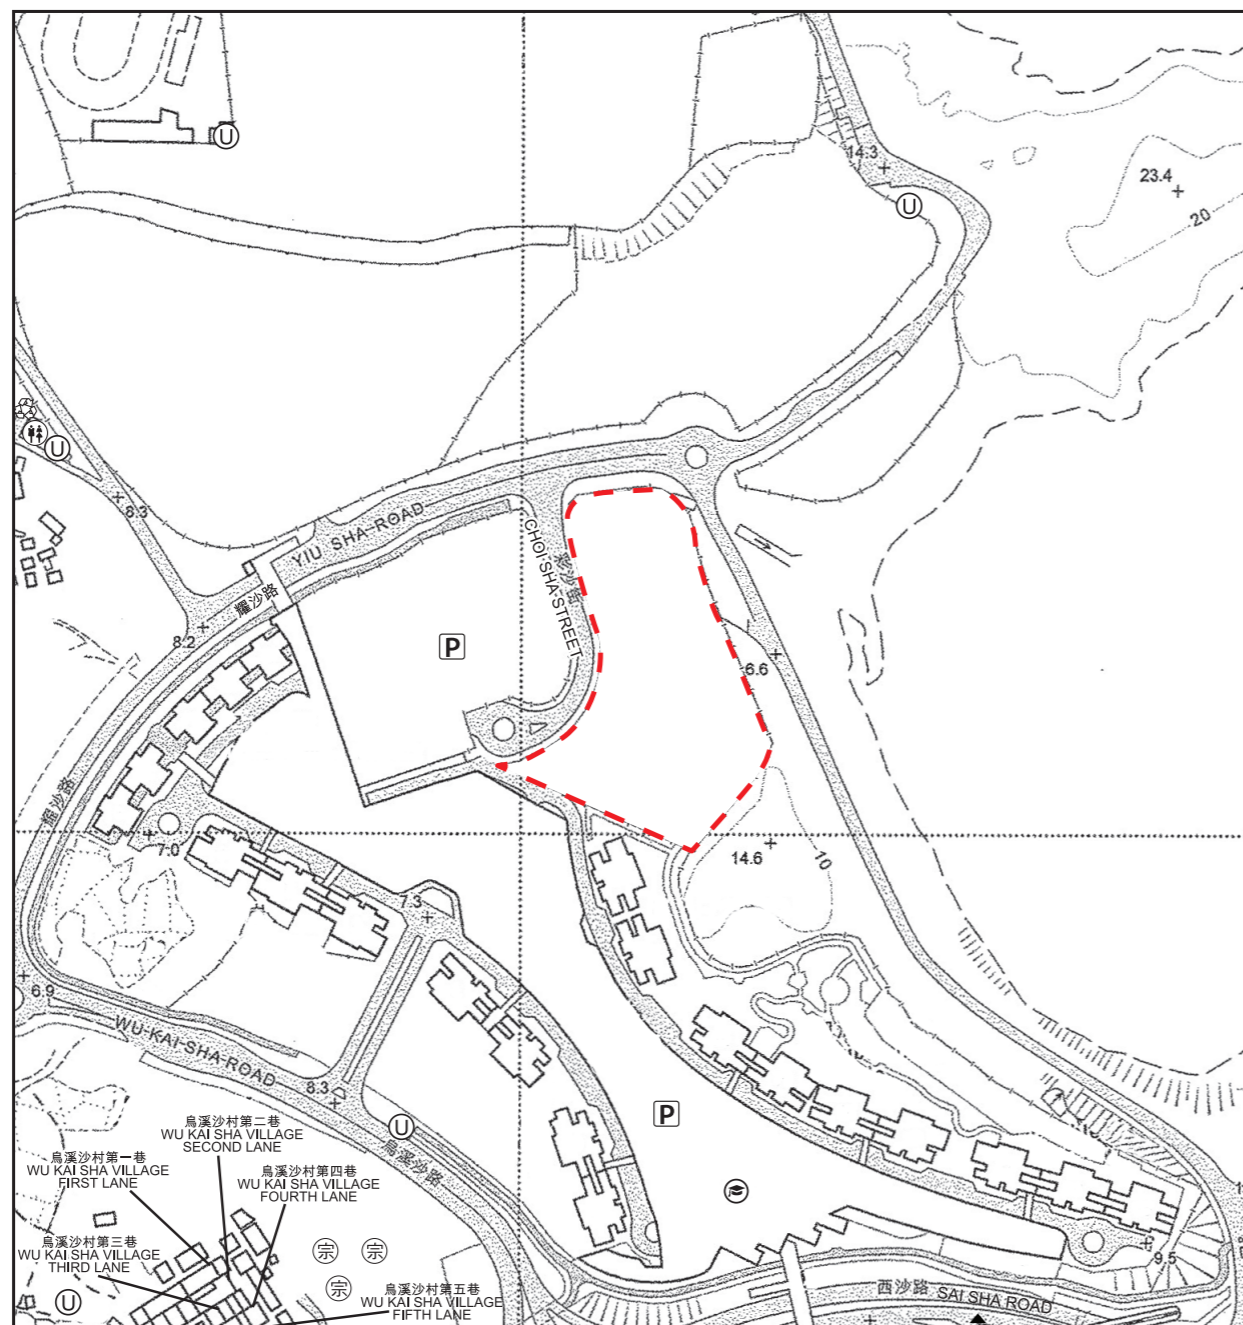 U
14.3
23.4
U
20
U
8.3
YIU SHA ROAD
耀沙路
彩沙街
CHOI SHA STREET
8.2
P
6.6
耀沙路
7.0
14.6
10
7.3
6.9
WU KAI SHA ROAD
8.3
U
P
烏溪沙路
烏溪沙村第二巷
WU KAI SHA VILLAGE
SECOND LANE
烏溪沙村第一巷
WU KAI SHA VILLAGE
FIRST LANE
烏溪沙村第四巷
WU KAI SHA VILLAGE
FOURTH LANE
烏溪沙村第三巷
WU KAI SHA VILLAGE
THIRD LANE
宗
宗
宗
烏溪沙村第五巷
WU KAI SHA VILLAGE
FIFTH LANE
U
9.5
西沙路 SAI SHA ROAD